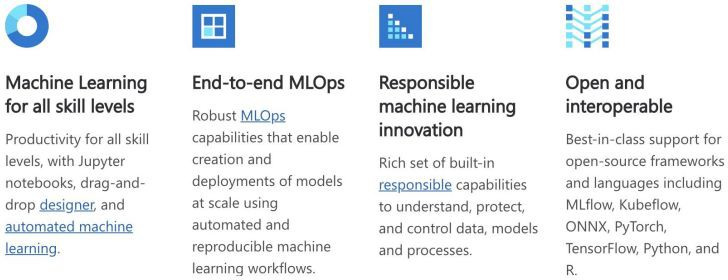 Machine Learning
for all skill levels
Productivity for all skill
levels, with Jupyter
notebooks, drag-and-
drop designer, and
automated machine
learning.
End-to-end MLOps
Robust MLOps
capabilities that enable
creation and
deployments of models
at scale using
automated and
reproducible machine
learning workflows.
Responsible
machine learning
innovation
Rich set of built-in
responsible capabilities
to understand, protect,
and control data, models
and processes.
Open and
interoperable
Best-in-class support for
open-source frameworks
and languages including
MLflow, Kubeflow,
ONNX, PyTorch,
TensorFlow, Python, and
R.